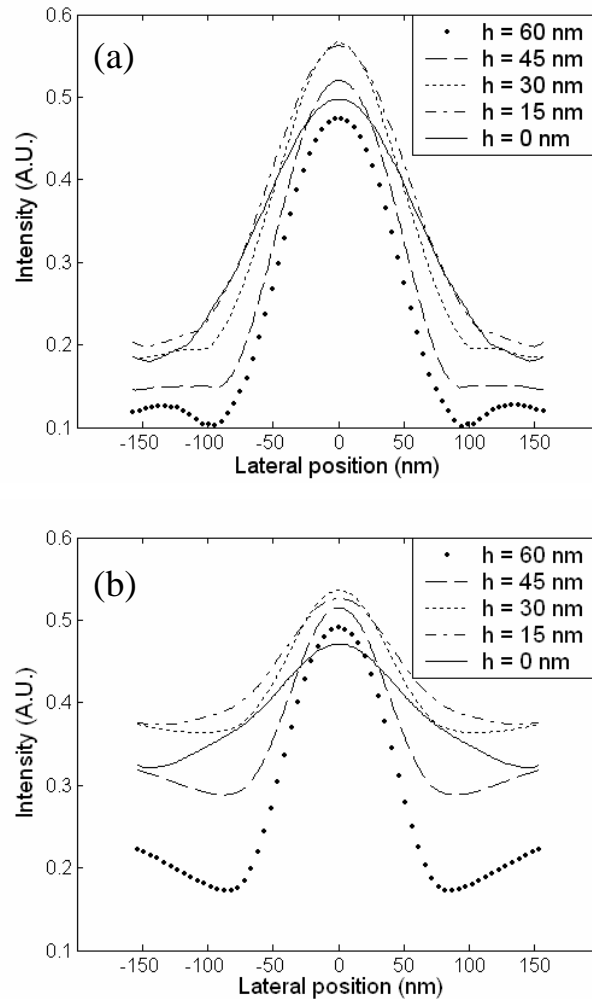 0.6
(a)
h = 60 nm
h = 45 nm
h = 30 nm
h = 15 nm
h = 0 nm
0.5
0.4
0.3
0.2
0.1
Intensity (A.U.)
-150 -100 -50 0 50 100 150
Lateral position (nm)
0.6
(b)
h = 60 nm
h = 45 nm
h = 30 nm
h = 15 nm
h = 0 nm
0.5
0.4
0.3
0.2
0.1
Intensity (A.U.)
-150 -100 -50 0 50 100 150
Lateral position (nm)